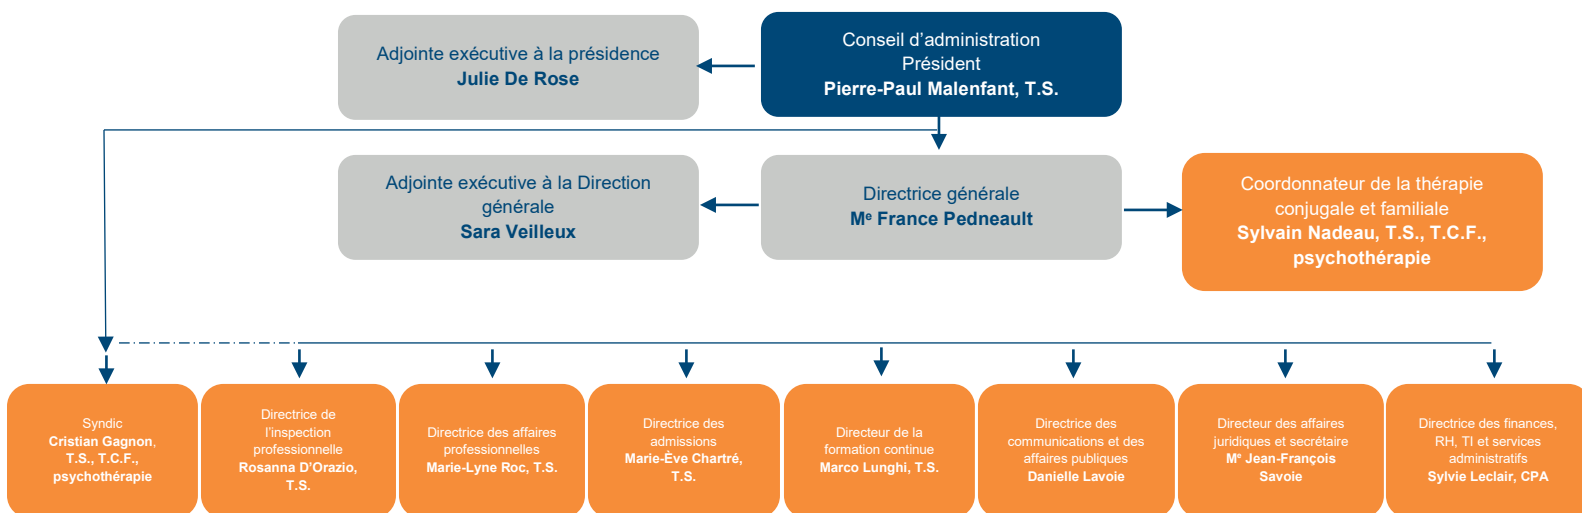 Adjointe exécutive à la présidence
Julie De Rose
Conseil d’administration
Président
Pierre-Paul Malenfant, T.S.
Adjointe exécutive à la Direction
générale
Sara Veilleux
Directrice générale
Mᵉ France Pedneault
Coordonnateur de la thérapie
conjugale et familiale
Sylvain Nadeau, T.S., T.C.F.,
psychothérapie
Syndic
Cristian Gagnon,
T.S., T.C.F.,
psychothérapie
Directrice de
l’inspection
professionnelle
Rosanna D’Orazio,
T.S.
Directrice des affaires
professionnelles
Marie-Lyne Roc, T.S.
Directrice des
admissions
Marie-Ève Chartré,
T.S.
Directeur de la
formation continue
Marco Lunghi, T.S.
Directrice des
communications et des
affaires publiques
Danielle Lavoie
Directeur des affaires
juridiques et secrétaire
Mᵉ Jean-François
Savoie
Directrice des finances,
RH, TI et services
administratifs
Sylvie Leclair, CPA